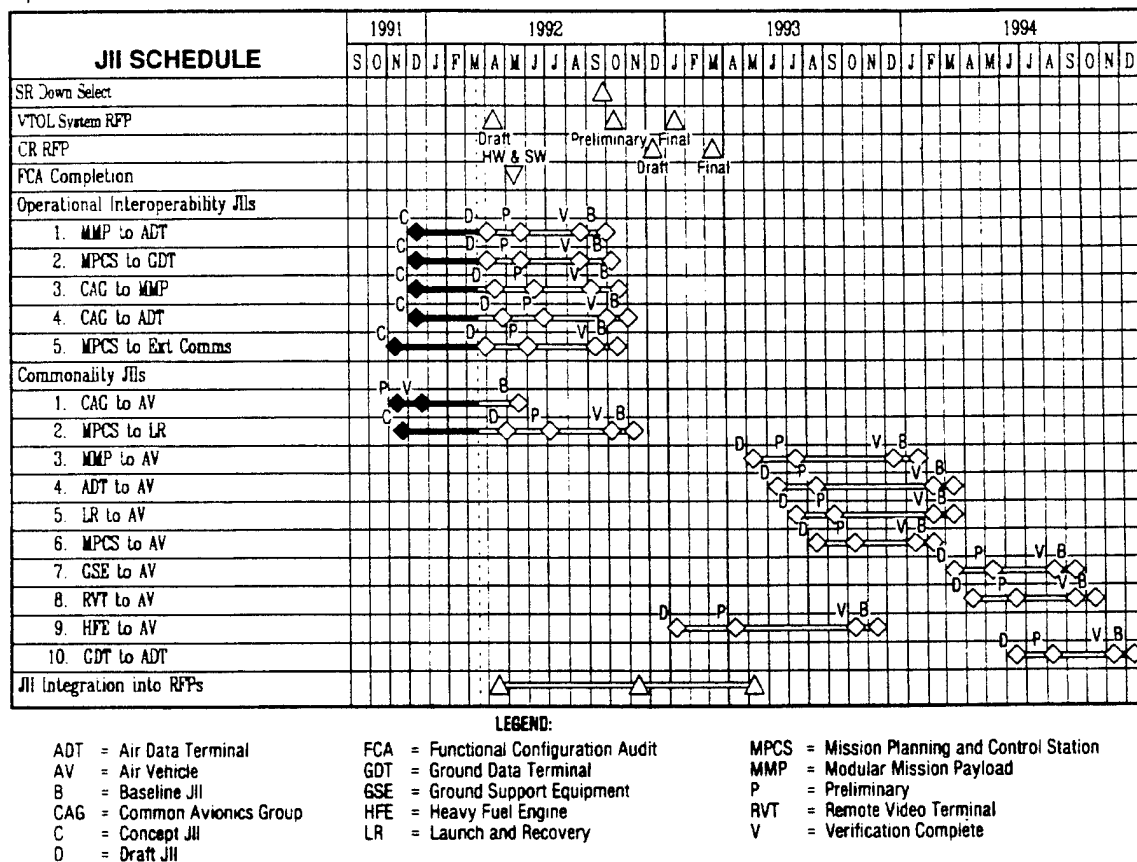 1991 1992 1993 1994
JII SCHEDULE S O N D J F M A M J J A S O N D J F M A M J J A S O N D J F M A M J J A S O N D
SR Down Select
VTOL System RFP
Draft Preliminary Final
CR RFP
HW & SW Draft Final
FCA Completion
Operational Interoperability JIIs
C D P V B
1. MMP to ADT
C D P V B
2. MPCS to GDT
C D P V B
3. CAG to MMP
C D P V B
4. CAG to ADT
C D P V B
5. MPCS to Ext Comms
Commonality JIIs
P V B
1. CAG to AV
C D P V B
2. MPCS to LR
D P V B
3. MMP to AV
D P V B
4. ADT to AV
D P V B
5. LR to AV
D P V B
6. MPCS to AV
D P V B
7. GSE to AV
D P V B
8. RVT to AV
D P V B
9. HFE to AV
D P V B
10. GDT to ADT
JII Integration into RFPs
LEGEND:
ADT = Air Data Terminal FCA = Functional Configuration Audit MPCS = Mission Planning and Control Station
AV = Air Vehicle GDT = Ground Data Terminal MMP = Modular Mission Payload
B = Baseline JII GSE = Ground Support Equipment P = Preliminary
CAG = Common Avionics Group HFE = Heavy Fuel Engine RVT = Remote Video Terminal
C = Concept JII LR = Launch and Recovery V = Verification Complete
D = Draft JII